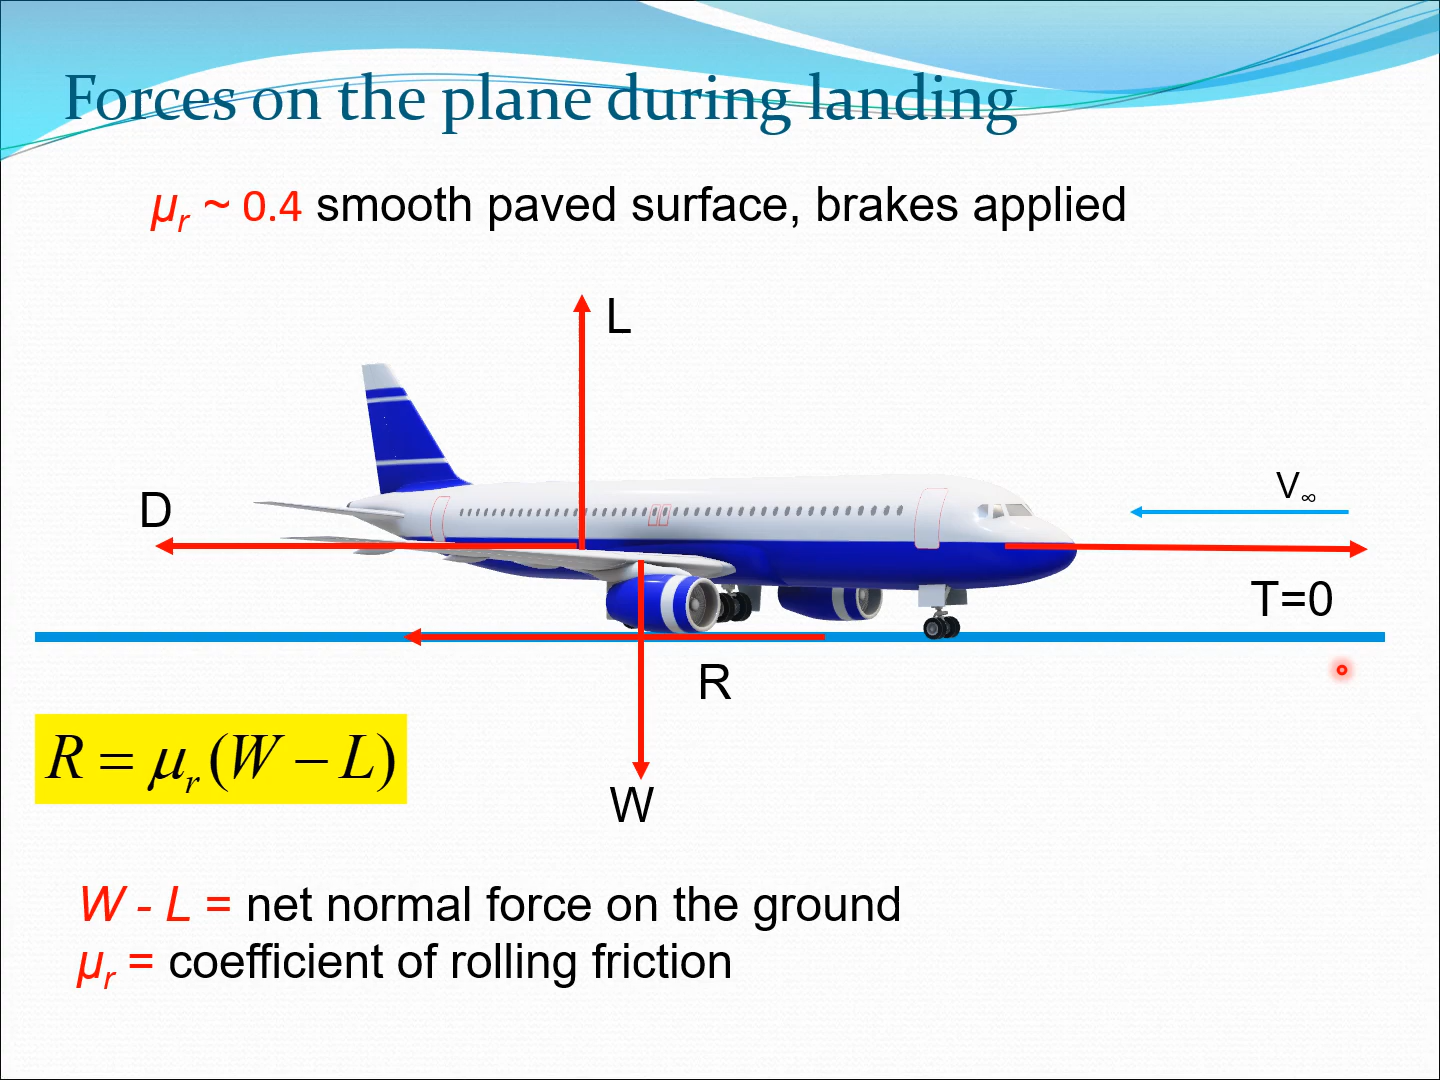 Forces on the plane during landing
μr ~ 0.4 smooth paved surface, brakes applied
L
V∞
D
T=0
R
R = μr (W − L)
W
W - L = net normal force on the ground
μr = coefficient of rolling friction